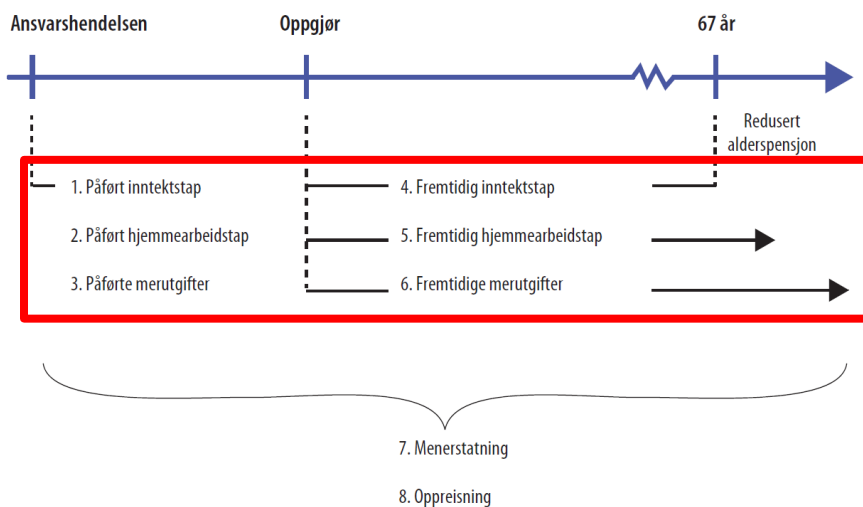 Ansvarshendelsen
Oppgjør
67 år
Redusert
alderspensjon
1. Påført inntektstap
4. Fremtidig inntektstap
2. Påført hjemmearbeidstap
5. Fremtidig hjemmearbeidstap
3. Påførte merutgifter
6. Fremtidige merutgifter
7. Menerstatning
8. Oppreisning